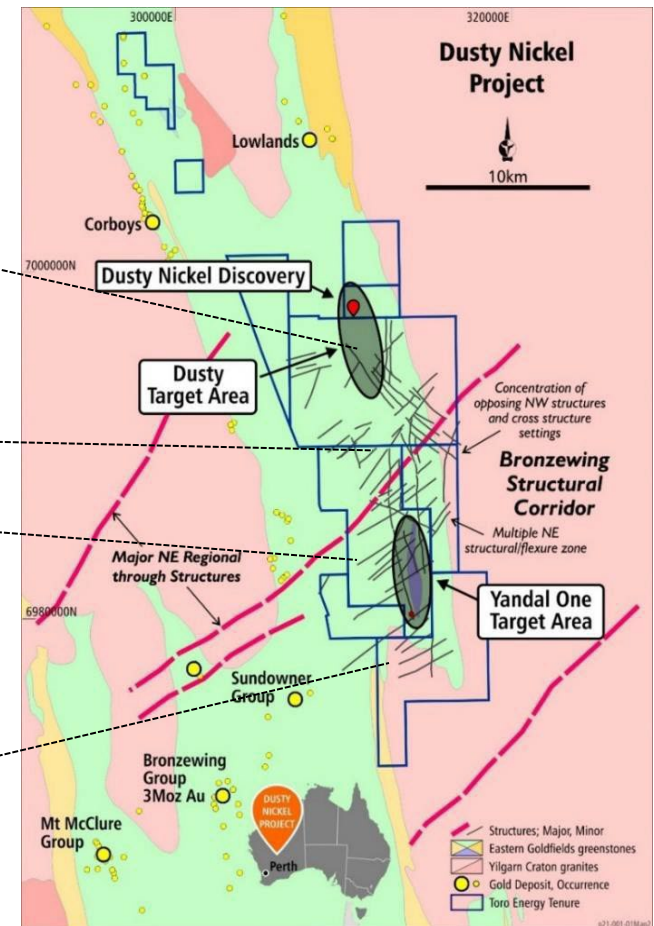 300000E
320000E
Dusty Nickel
Project
10km
Lowlands
Corboys
7000000N
Dusty Nickel Discovery
Dusty
Target Area
Concentration of
opposing NW structures
and cross structure
settings
Bronzewing
Structural
Corridor
Multiple NE
structural/flexure zone
Major NE Regional
through Structures
Yandal One
Target Area
6980000N
Sundowner
Group
Bronzewing
Group
3Moz Au
Mt McClure
Group
DUSTY
NICKEL
PROJECT
Perth
Structures; Major, Minor
Eastern Goldfields greenstones
Yilgarn Craton granites
Gold Deposit, Occurrence
Toro Energy Tenure